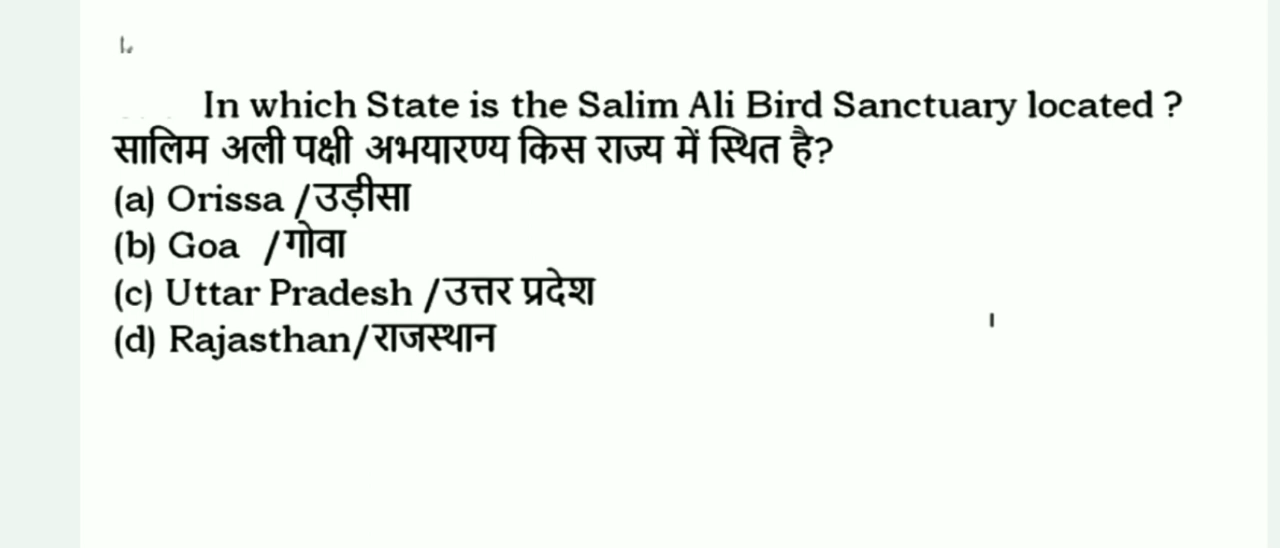 In which State is the Salim Ali Bird Sanctuary located ?
सालिम अली पक्षी अभयारण्य किस राज्य में स्थित है?
(a) Orissa /उड़ीसा
(b) Goa /गोवा
(c) Uttar Pradesh /उत्तर प्रदेश
(d) Rajasthan/राजस्थान